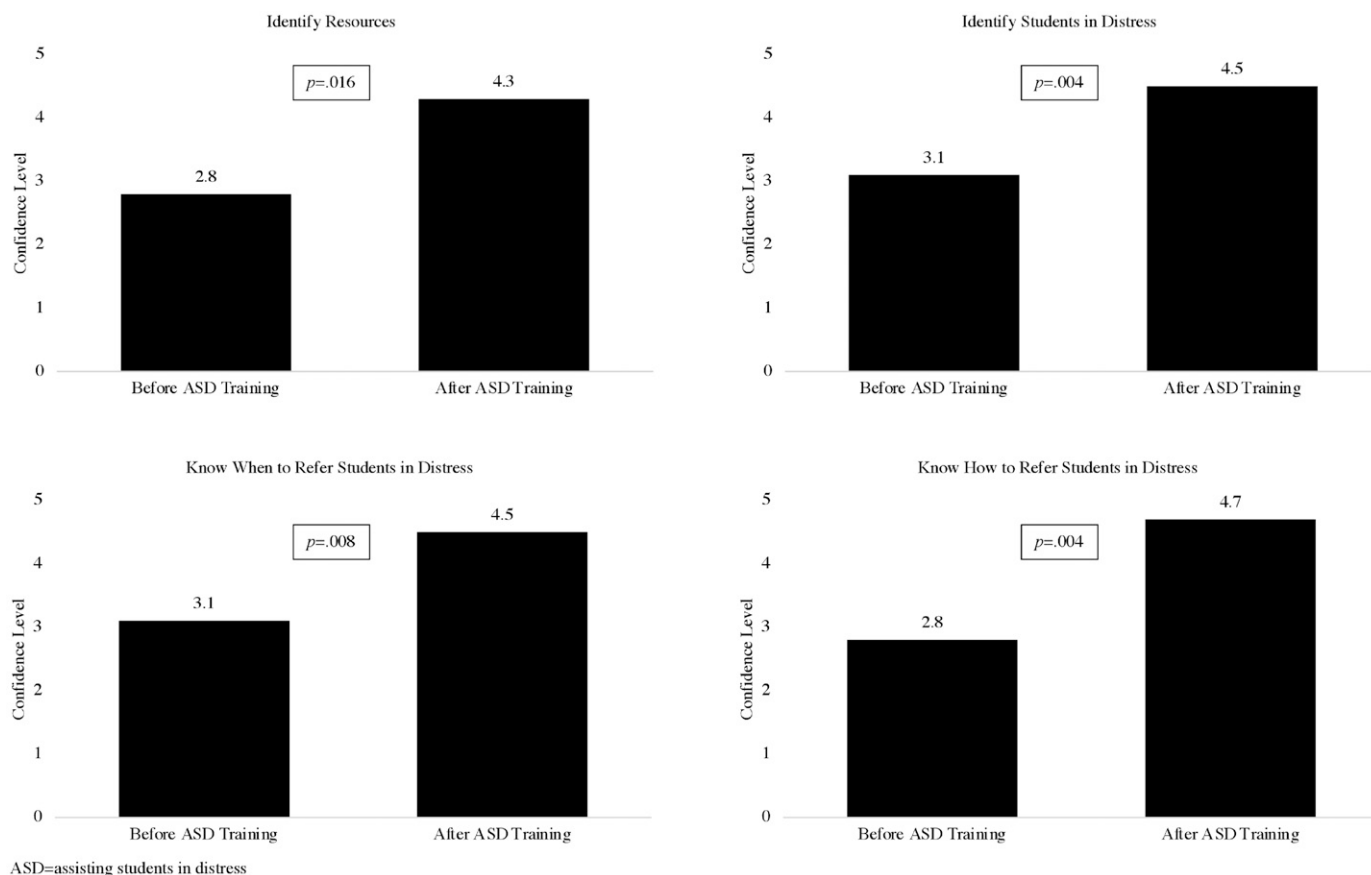 Identify Resources
5
4
3
2
1
0
Confidence Level
p=.016
2.8
4.3
Before ASD Training
After ASD Training
Identify Students in Distress
5
4
3
2
1
0
Confidence Level
p=.004
3.1
4.5
Before ASD Training
After ASD Training
Know When to Refer Students in Distress
5
4
3
2
1
0
Confidence Level
p=.008
3.1
4.5
Before ASD Training
After ASD Training
Know How to Refer Students in Distress
5
4
3
2
1
0
Confidence Level
p=.004
2.8
4.7
Before ASD Training
After ASD Training
ASD=assisting students in distress